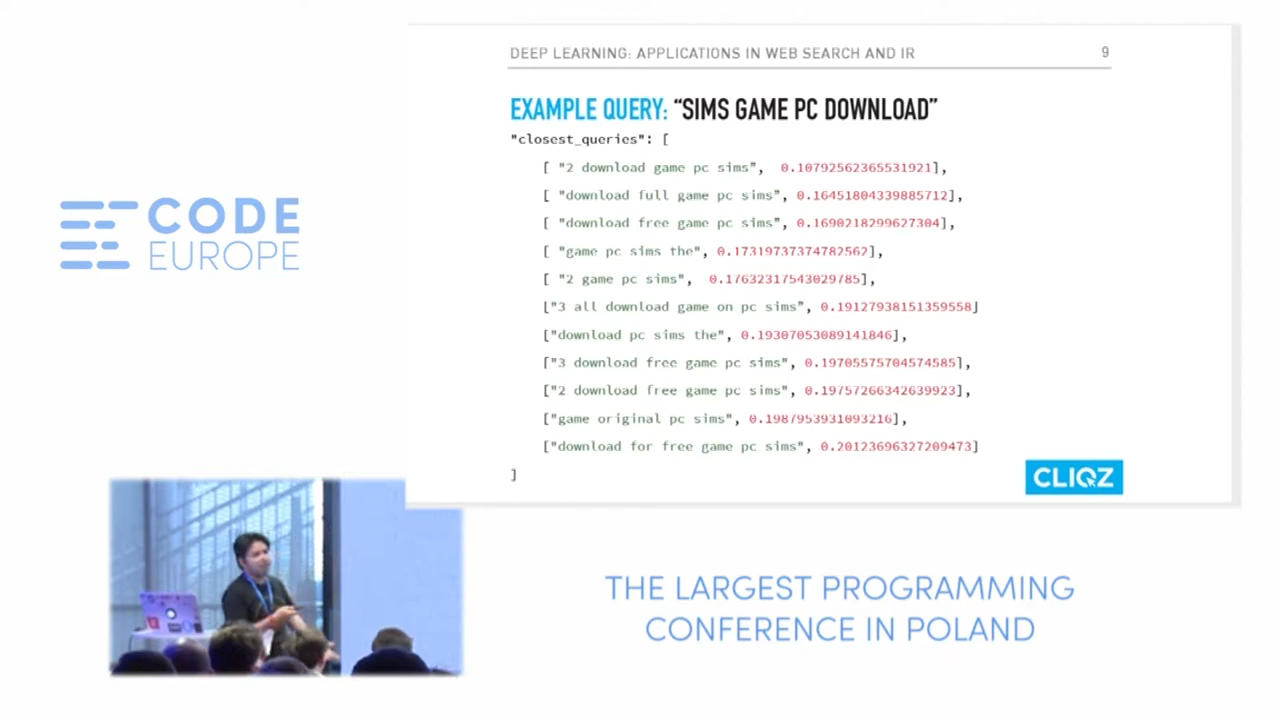 CODE
EUROPE
DEEP LEARNING: APPLICATIONS IN WEB SEARCH AND IR 9
EXAMPLE QUERY: “SIMS GAME PC DOWNLOAD”
"closest_queries": [
[ "2 download game pc sims", 0.10792562365531921],
[ "download full game pc sims", 0.16451804339885712],
[ "download free game pc sims", 0.1690218299627304],
[ "game pc sims the", 0.17319737374782562],
[ "2 game pc sims", 0.17632317543029785],
["3 all download game on pc sims", 0.19127938151359558]
["download pc sims the", 0.19307053089141846],
["3 download free game pc sims", 0.19705575704574585],
["2 download free game pc sims", 0.19757266342639923],
["game original pc sims", 0.1987953931093216],
["download for free game pc sims", 0.20123696327209473]
]
CLIQZ
THE LARGEST PROGRAMMING
CONFERENCE IN POLAND